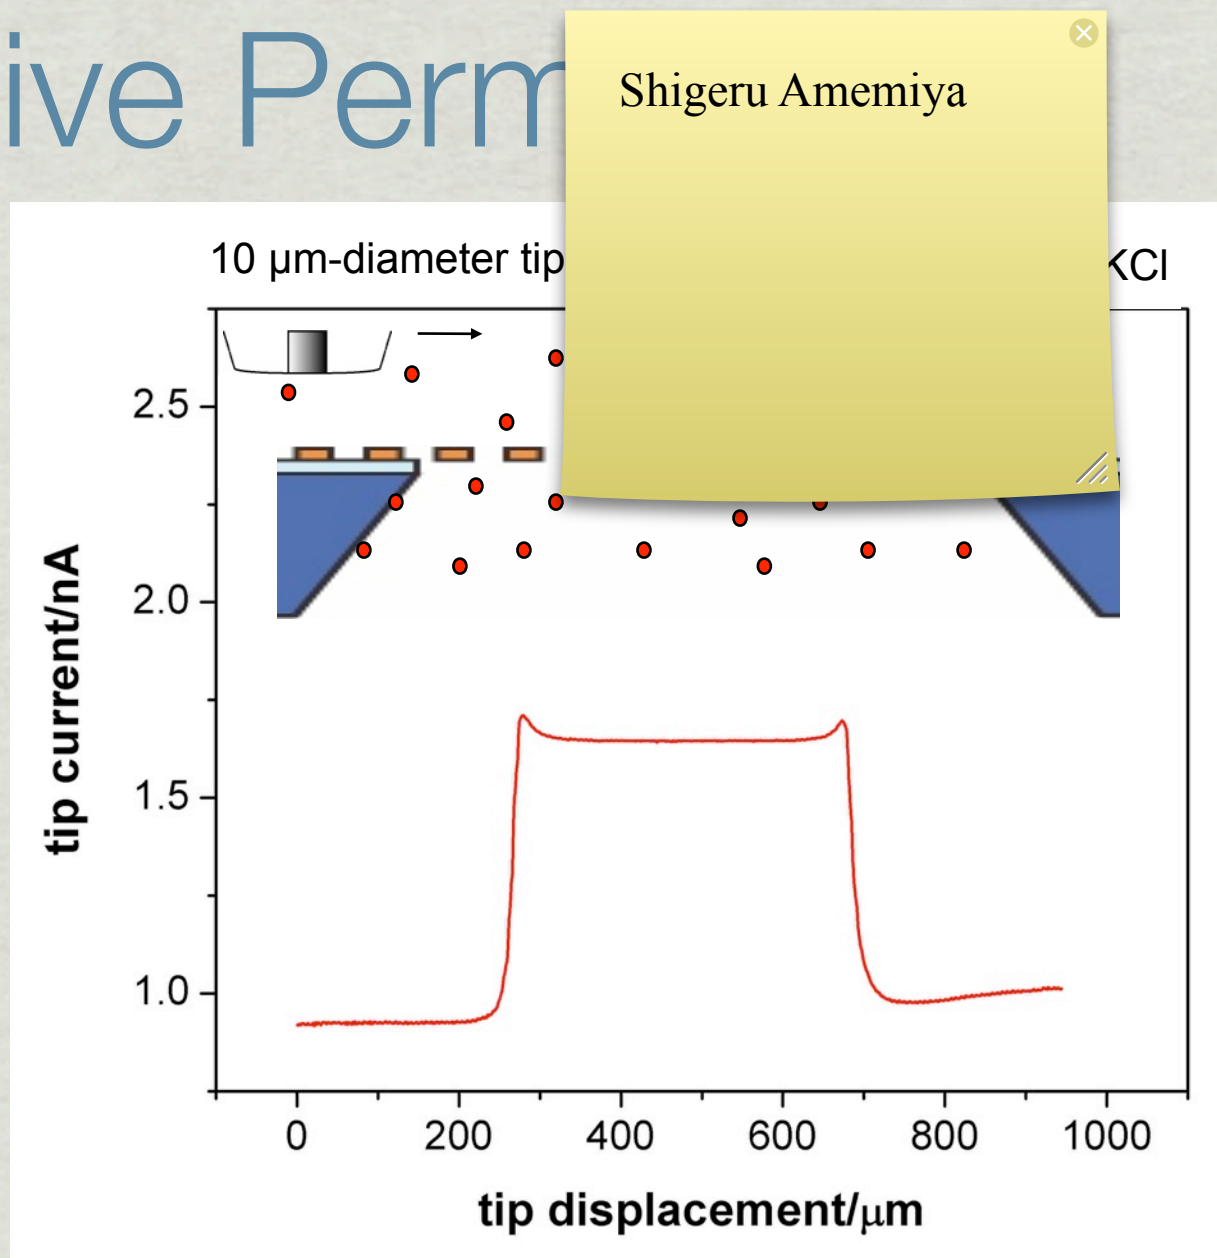 ive Perm
Shigeru Amemiya
10 µm-diameter tip
KCl
2.5
2.0
1.5
1.0
tip current/nA
0 200 400 600 800 1000
tip displacement/µm